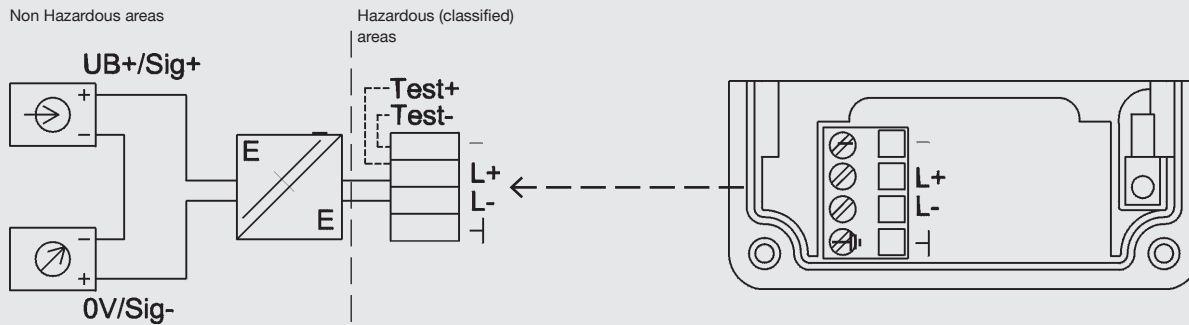 Non Hazardous areas
Hazardous (classified)
areas
UB+/Sig+
+
−
E
E
−
+
0V/Sig-
Test+
Test-
−
L+
L-
−
L+
L-